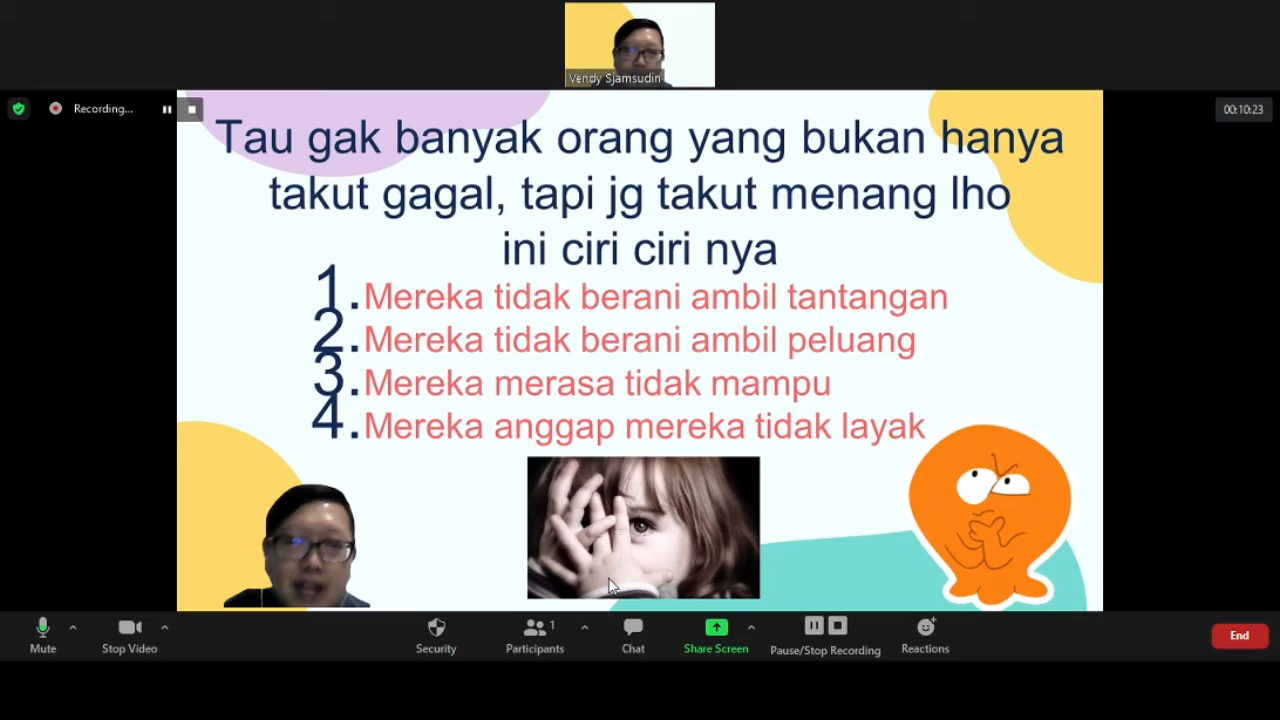 Vendy Sjamsudin
Recording...
00:10:23
Tau gak banyak orang yang bukan hanya
takut gagal, tapi jg takut menang lho
ini ciri ciri nya
1.Mereka tidak berani ambil tantangan
2.Mereka tidak berani ambil peluang
3.Mereka merasa tidak mampu
4.Mereka anggap mereka tidak layak
1
Mute
Stop Video
Security
Participants
Chat
Share Screen
Pause/Stop Recording
Reactions
End